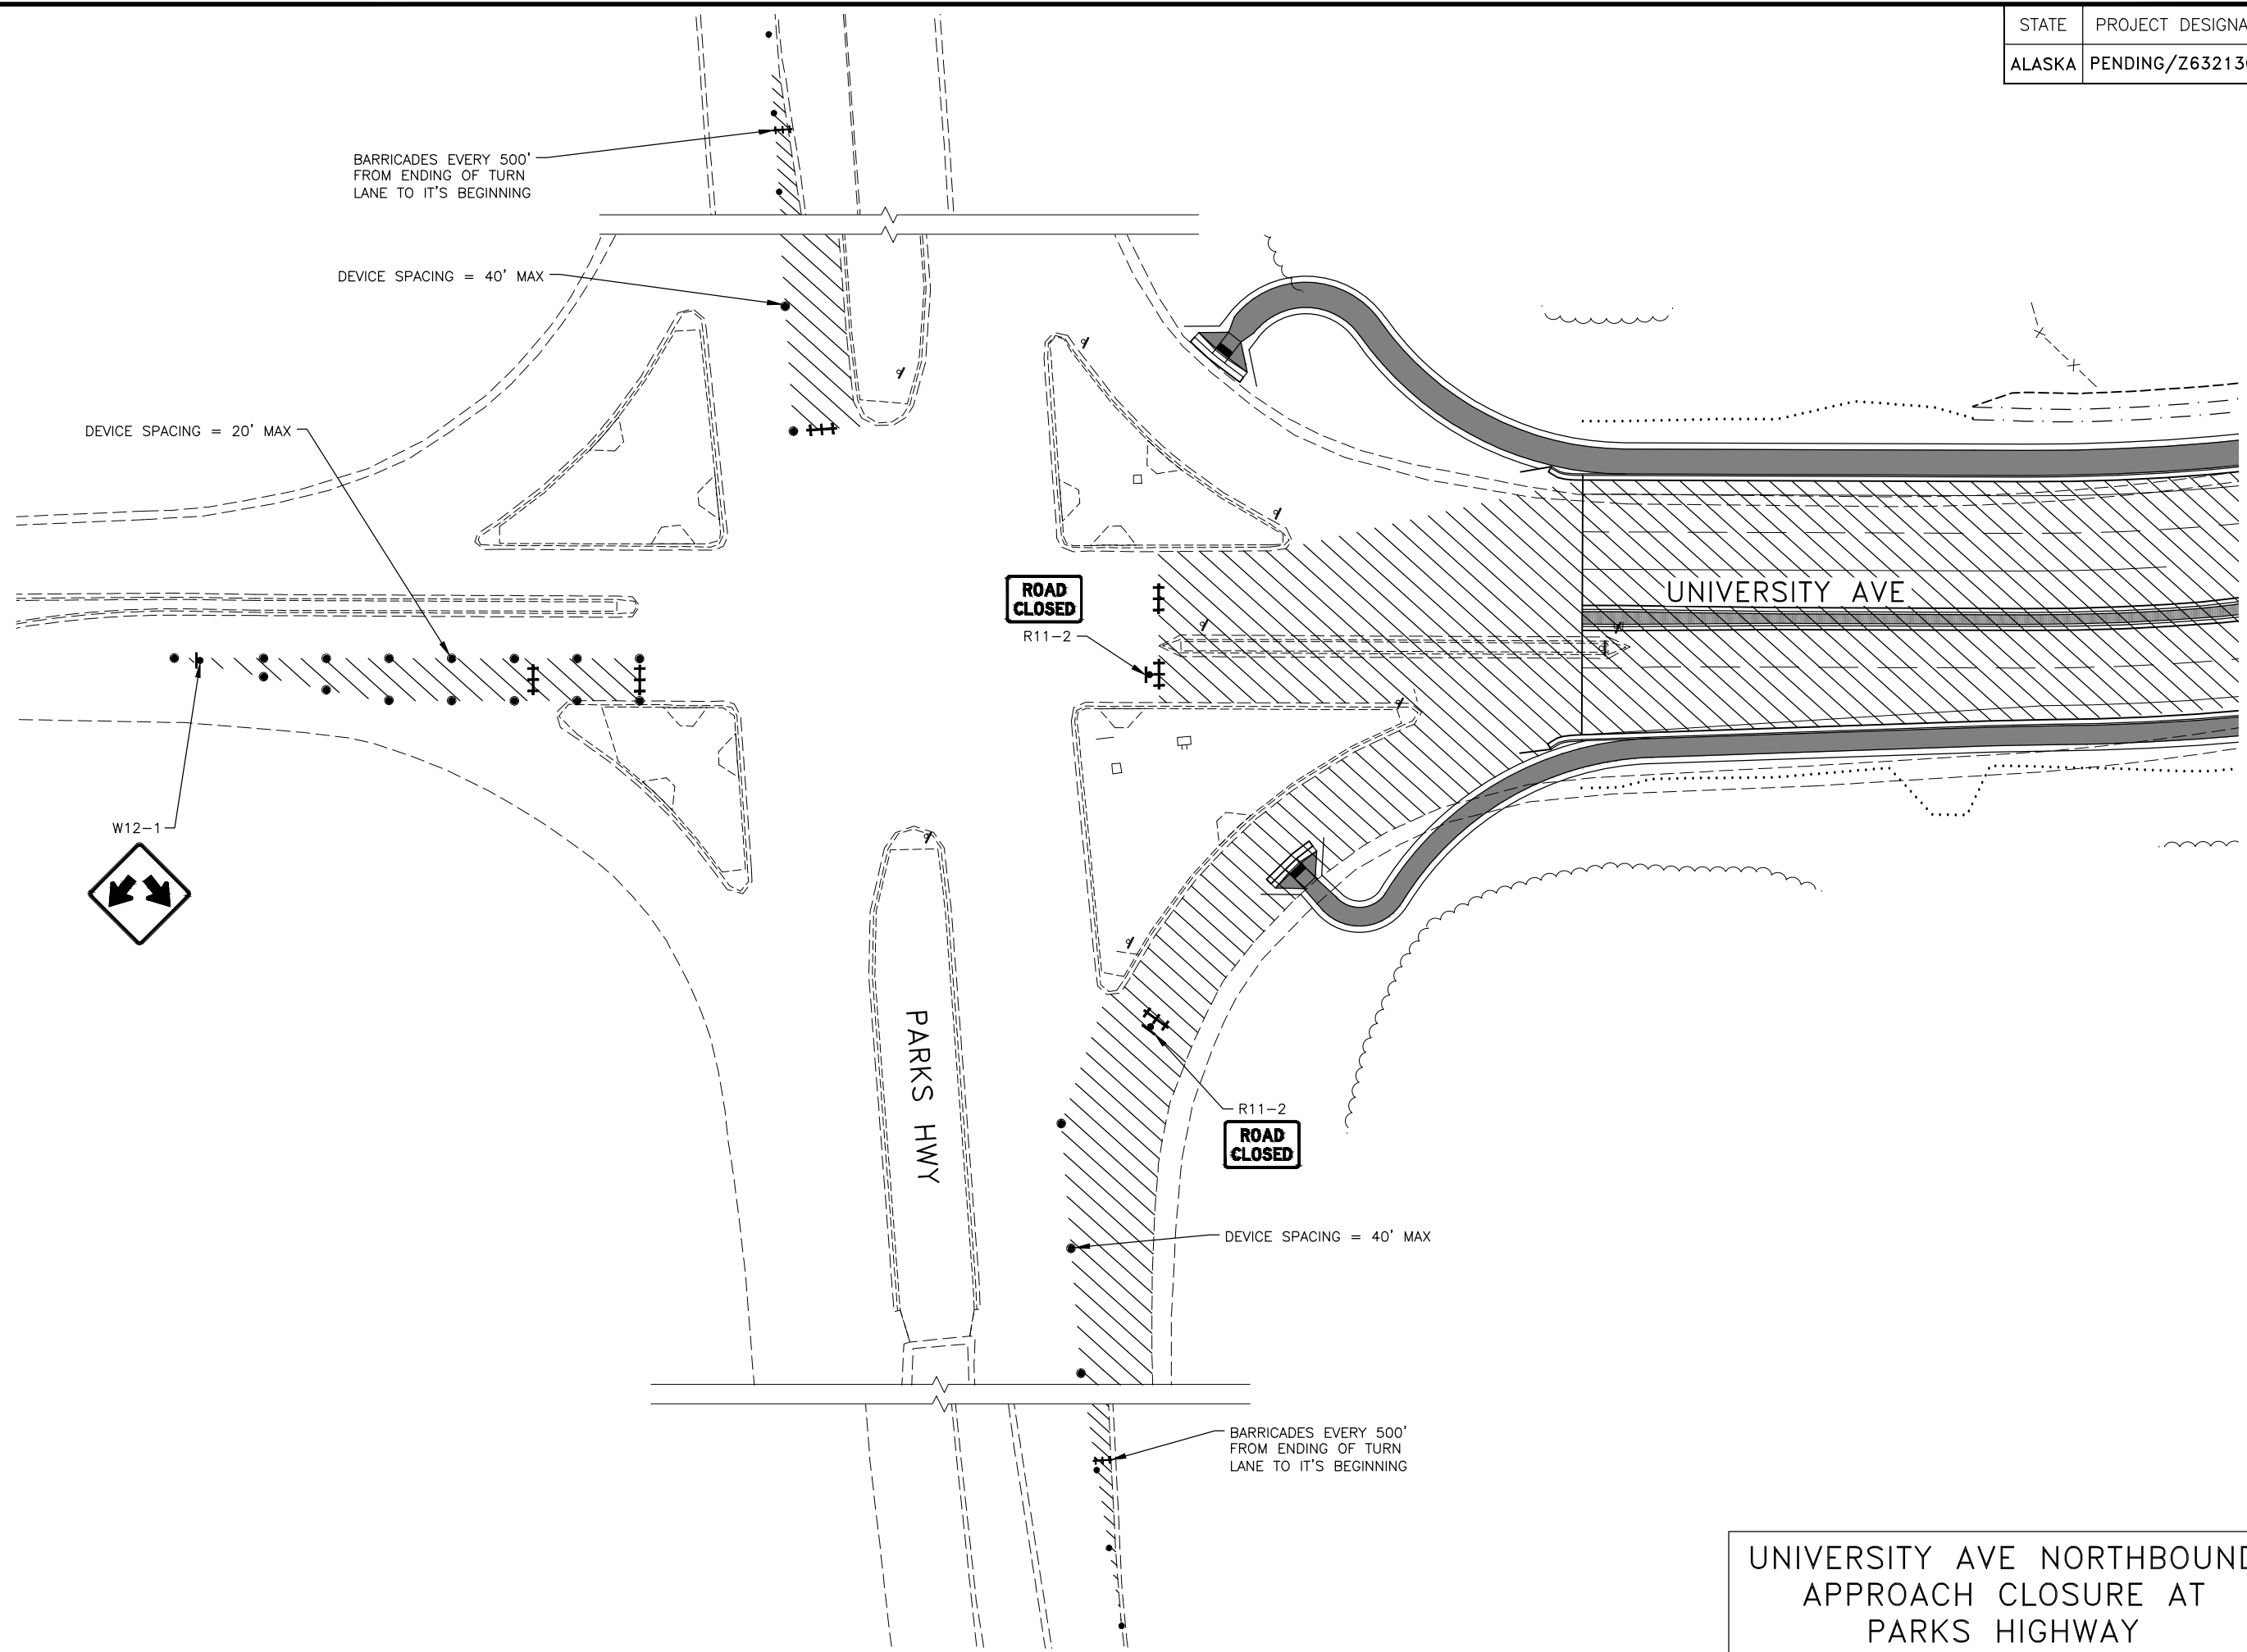 STATE
PROJECT DESIGNA
ALASKA
PENDING/Z63213
BARRICADES EVERY 500'
FROM ENDING OF TURN
LANE TO IT'S BEGINNING
DEVICE SPACING = 40' MAX
DEVICE SPACING = 20' MAX
ROAD
CLOSED
R11-2
UNIVERSITY AVE
W12-1
PARKS HWY
R11-2
ROAD
CLOSED
DEVICE SPACING = 40' MAX
BARRICADES EVERY 500'
FROM ENDING OF TURN
LANE TO IT'S BEGINNING
UNIVERSITY AVE NORTHBOUND
APPROACH CLOSURE AT
PARKS HIGHWAY